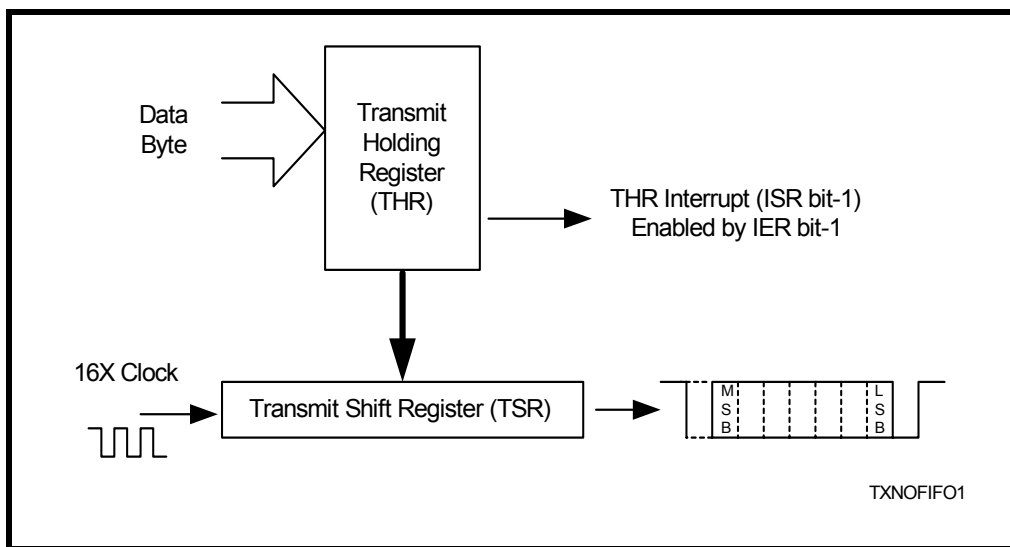 Data
Byte
Transmit
Holding
Register
(THR)
THR Interrupt (ISR bit-1)
Enabled by IER bit-1
16X Clock
Transmit Shift Register (TSR)
M
S
B
L
S
B
TXNOFIFO1